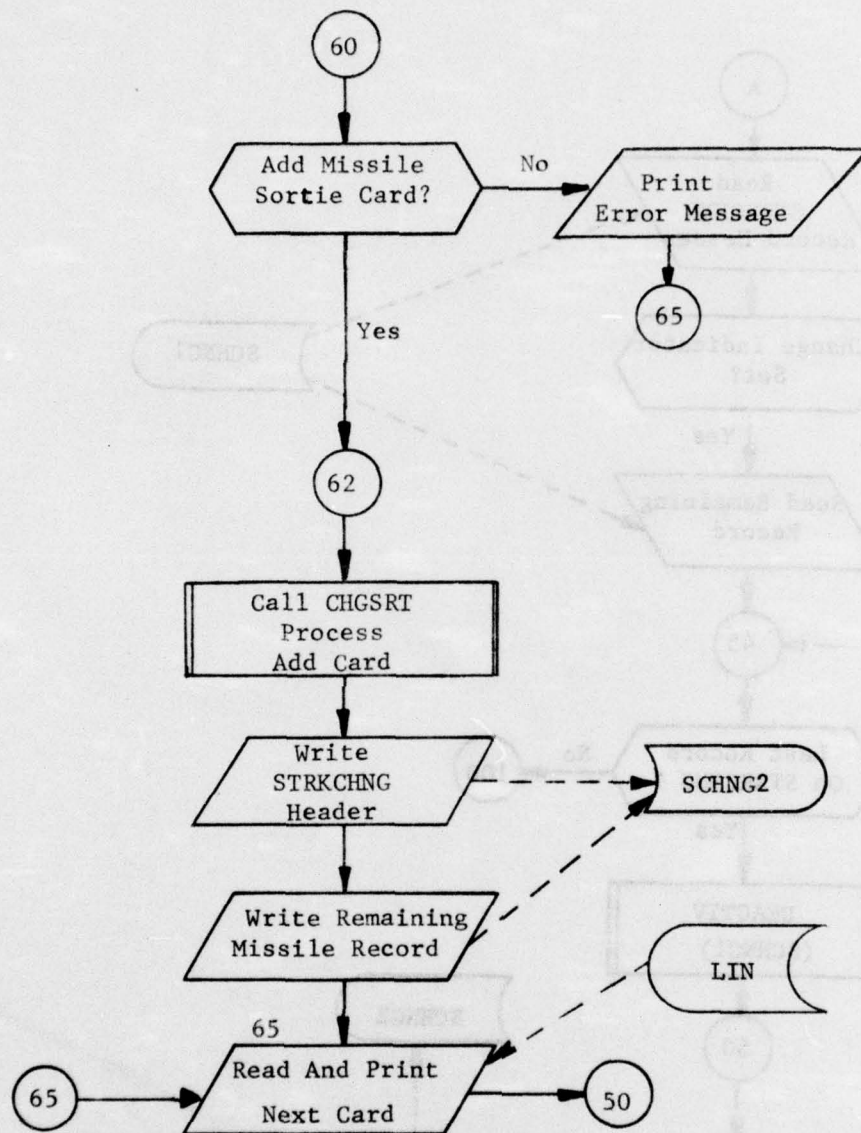 60
Add Missile
Sortie Card?
No
Print
Error Message
65
Yes
62
Call CHGSRT
Process
Add Card
Write
STRKCHNG
Header
SCHNG2
Write Remaining
Missile Record
LIN
65
65
Read And Print
Next Card
50